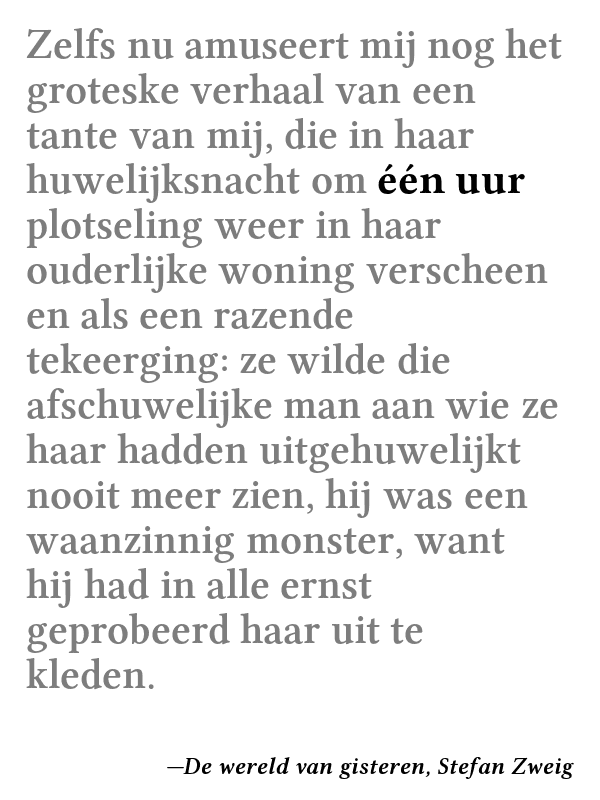 Zelfs nu amuseert mij nog het
groteske verhaal van een
tante van mij, die in haar
huwelijksnacht om één uur
plotseling weer in haar
ouderlijke woning verscheen
en als een razende
tekeerging: ze wilde die
afschuwelijke man aan wie ze
haar hadden uitgehuwelijkt
nooit meer zien, hij was een
waanzinnig monster, want
hij had in alle ernst
geprobeerd haar uit te
kleden.
—De wereld van gisteren, Stefan Zweig